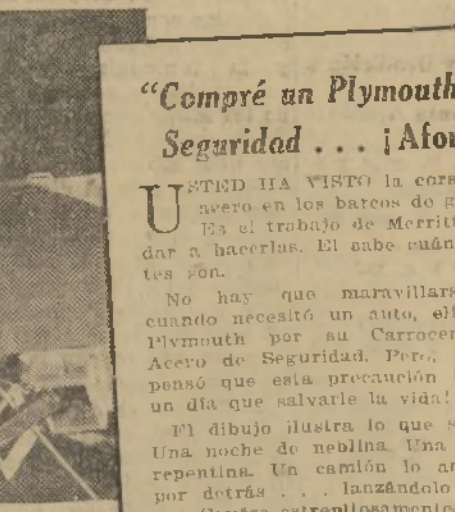 “Compré un Plymouth
Seguridad . . . ¡Afor
USTED HA VISTO la cora
acero en los barcos de g
Es el trabajo de Merritt
dar a hacerlas. El sabe cuán
tes son.
No hay que maravillars
cuando necesitó un auto, eli
Plymouth por su Carrocer
Acero de Seguridad. Pero,
pensó que esta precaución
un día que salvarle la vida!
El dibujo ilustra lo que s
Una noche de neblina. Una
repentina. Un camión lo
por detrás . . . lanzándolo
estrepitosamente